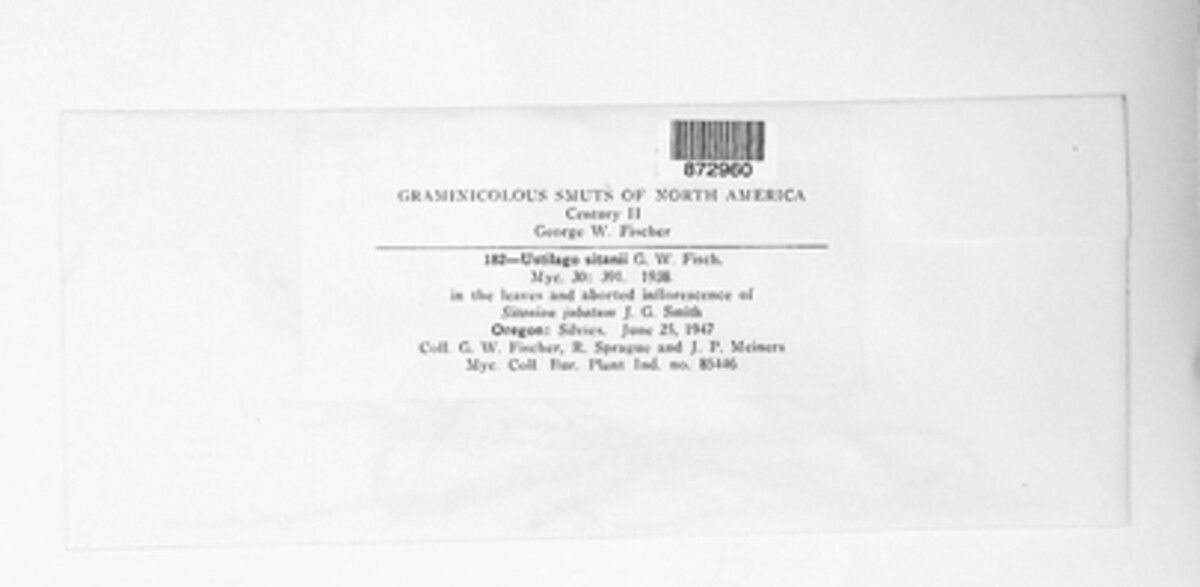 872960
GRAMINICOLOUS SMUTS OF NORTH AMERICA
Century II
George W. Fischer
182—Ustilago sitanii G. W. Fisch.
Myc. 30: 391. 1938
in the leaves and aborted inflorescence of
Sitanion jubatum J. G. Smith
Oregon: Silvies. June 25, 1947
Coll. G. W. Fischer, R. Sprague and J. P. Meiners
Myc. Coll. Bur. Plant Ind. no. 85446